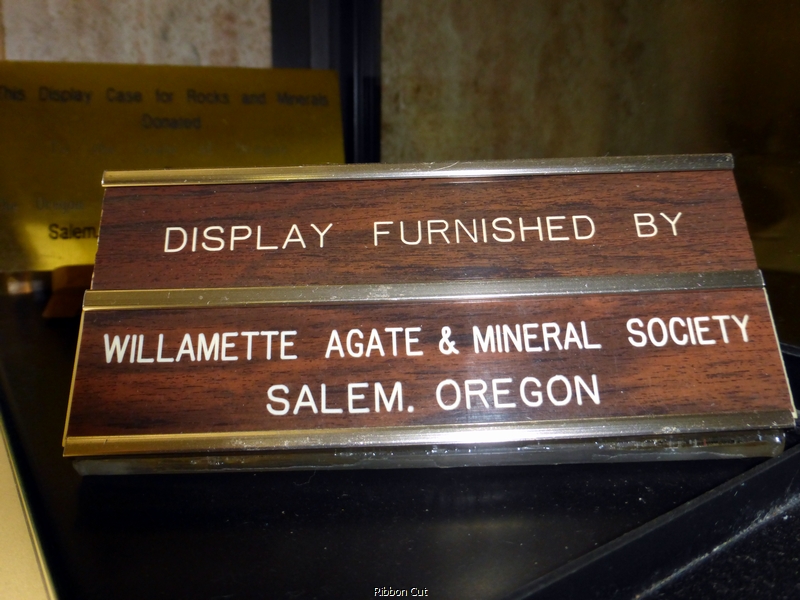 This Display Case for Rocks and Minerals
Donated
Salem,
DISPLAY FURNISHED BY
WILLAMETTE AGATE & MINERAL SOCIETY
SALEM. OREGON
Ribbon Cut